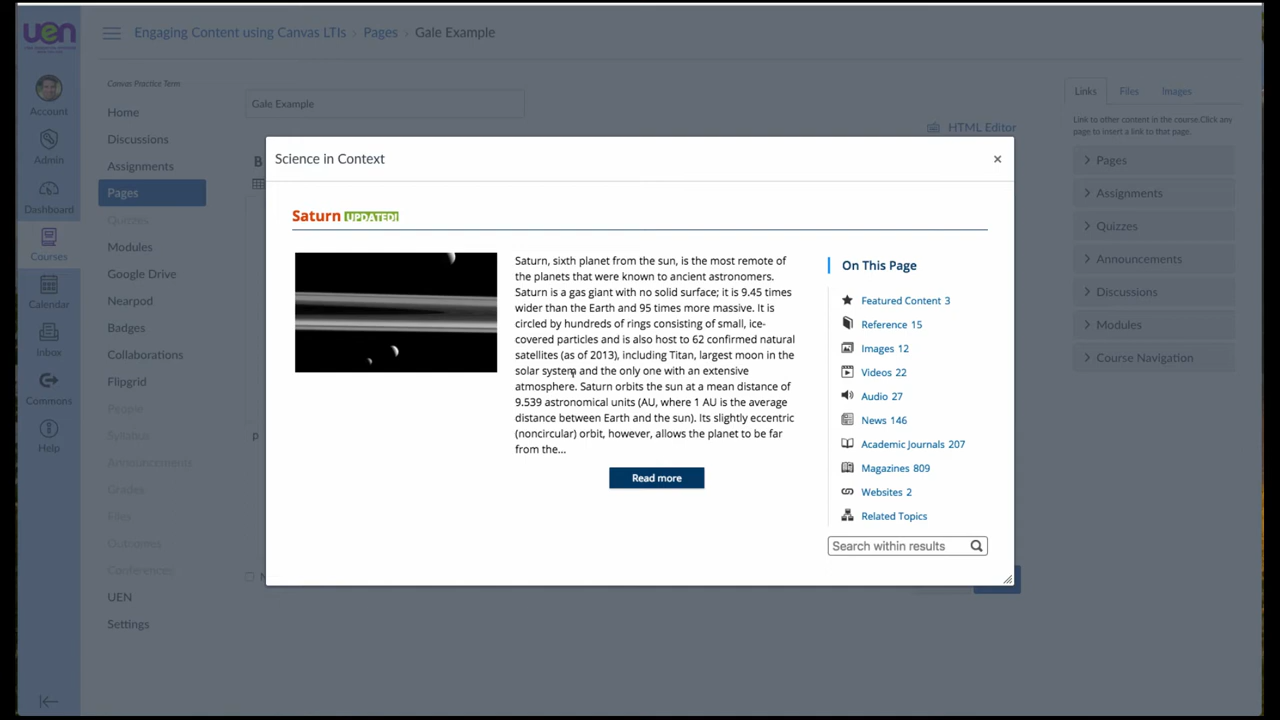 uen
Engaging Content using Canvas LTIs > Pages > Gale Example
Account
Admin
Dashboard
Courses
Calendar
Inbox
Commons
Help
Canvas Practice Term
Home
Discussions
Assignments
Pages
Quizzes
Modules
Google Drive
Nearpod
Badges
Collaborations
Flipgrid
People
Syllabus
Announcements
Grades
Files
Outcomes
Conferences
UEN
Settings
Gale Example
HTML Editor
B
p
Science in Context
×
Saturn UPDATED!
Saturn, sixth planet from the sun, is the most remote of
the planets that were known to ancient astronomers.
Saturn is a gas giant with no solid surface; it is 9.45 times
wider than the Earth and 95 times more massive. It is
circled by hundreds of rings consisting of small, ice-
covered particles and is also host to 62 confirmed natural
satellites (as of 2013), including Titan, largest moon in the
solar system and the only one with an extensive
atmosphere. Saturn orbits the sun at a mean distance of
9.539 astronomical units (AU, where 1 AU is the average
distance between Earth and the sun). Its slightly eccentric
(noncircular) orbit, however, allows the planet to be far
from the...
Read more
On This Page
Featured Content 3
Reference 15
Images 12
Videos 22
Audio 27
News 146
Academic Journals 207
Magazines 809
Websites 2
Related Topics
Search within results
Links
Files
Images
Link to other content in the course.Click any
page to insert a link to that page.
Pages
Assignments
Quizzes
Announcements
Discussions
Modules
Course Navigation